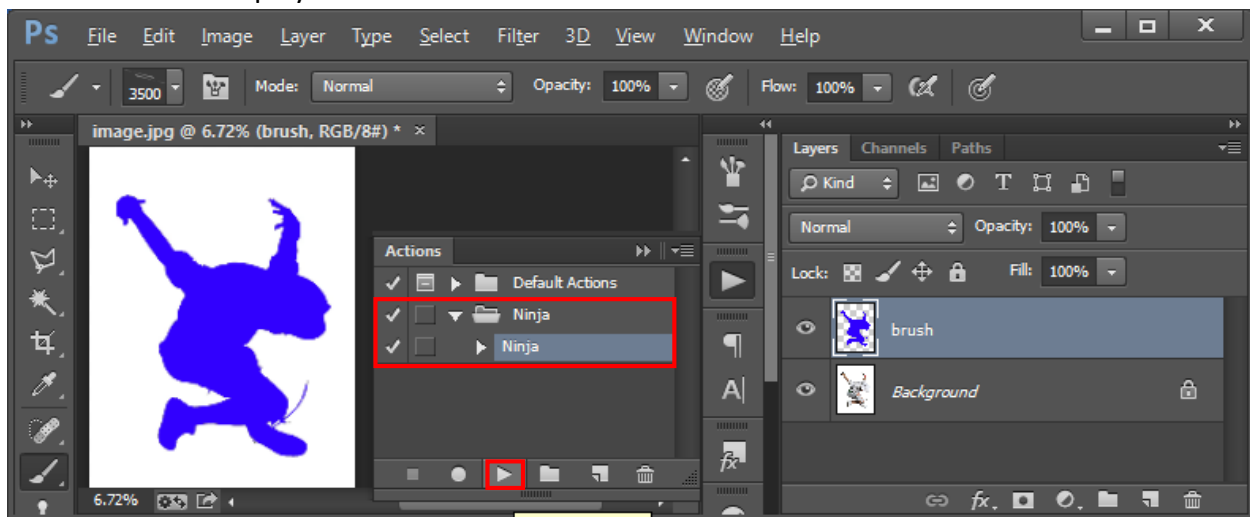 Ps File Edit Image Layer Type Select Filter 3D View Window Help
3500 Mode: Normal Opacity: 100% Flow: 100%
image.jpg @ 6.72% (brush, RGB/8#) * ×
Layers Channels Paths
Kind T
Normal Opacity: 100%
Lock: Fill: 100%
Actions
Default Actions
Ninja
Ninja
A|
brush
Background
fx
6.72%
fx.